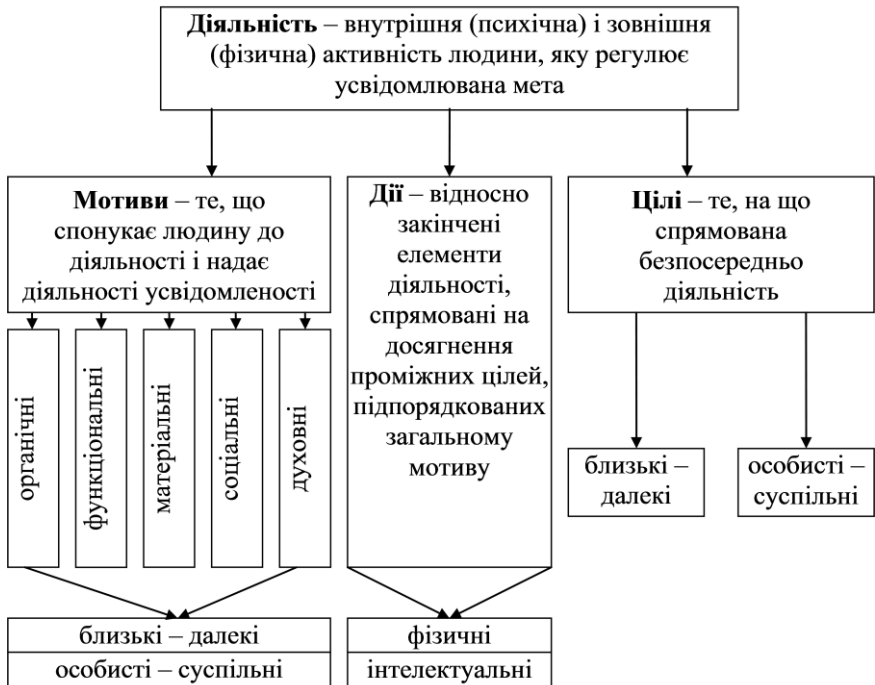 Діяльність – внутрішня (психічна) і зовнішня
(фізична) активність людини, яку регулює
усвідомлювана мета
Мотиви – те, що
спонукає людину до
діяльності і надає
діяльності усвідомленості
органічні
функціональні
матеріальні
соціальні
духовні
близькі – далекі
особисті – суспільні
Дії – відносно
закінчені
елементи
діяльності,
спрямовані на
досягнення
проміжних цілей,
підпорядкованих
загальному
мотиву
фізичні
інтелектуальні
Цілі – те, на що
спрямована
безпосередньо
діяльність
близькі –
далекі
особисті –
суспільні